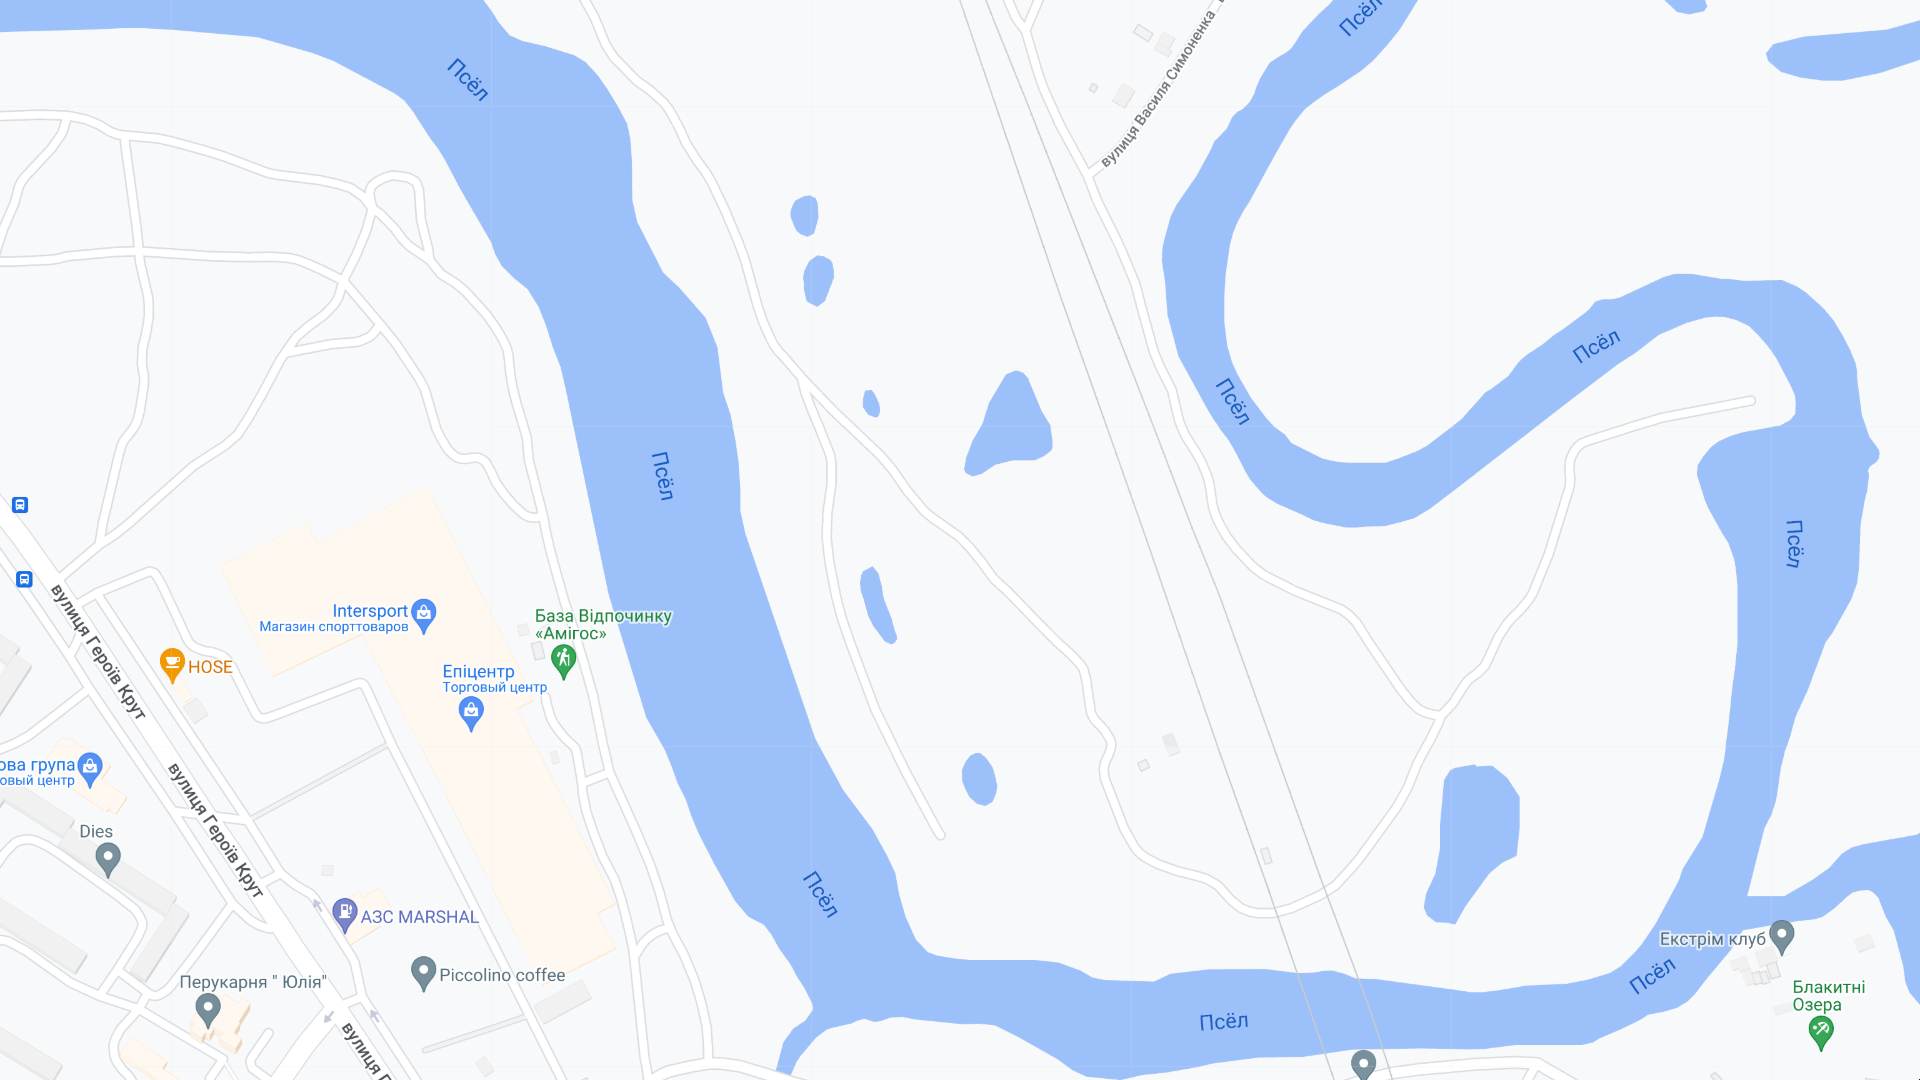 Псёл
Псёл
вулиця Василя Симоненка
Псёл
Псёл
Псёл
Псёл
Intersport
Магазин спорттоваров
База Відпочинку
«Амігос»
вулиця Героїв Крут
HOSE
Епіцентр
Торговый центр
ова група
овый центр
вулиця Героїв Крут
Dies
Псёл
АЗС MARSHAL
Екстрім клуб
Piccolino coffee
Псёл
Перукарня " Юлія"
Блакитні
Озера
Псёл
вулиця Г